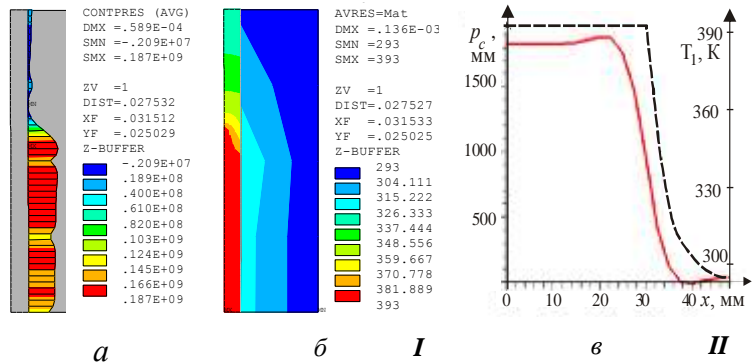 CONTPRES (AVG)
DMX =.589E-04
SMN =-.209E+07
SMX =.187E+09
ZV =1
DIST=.027532
XF =.031512
YF =.025029
Z-BUFFER
-.209E+07
.189E+08
.400E+08
.610E+08
.820E+08
.103E+09
.124E+09
.145E+09
.166E+09
.187E+09
а
AVRES=Mat
DMX =.136E-03
SMN =293
SMX =393
ZV =1
DIST=.027527
XF =.031533
YF =.025025
Z-BUFFER
293
304.111
315.222
326.333
337.444
348.556
359.667
370.778
381.889
393
б
I
p_c,
мм
1500
1000
500
0
10
20
30
40
x, мм
T₁, К
390
360
330
300
в
II